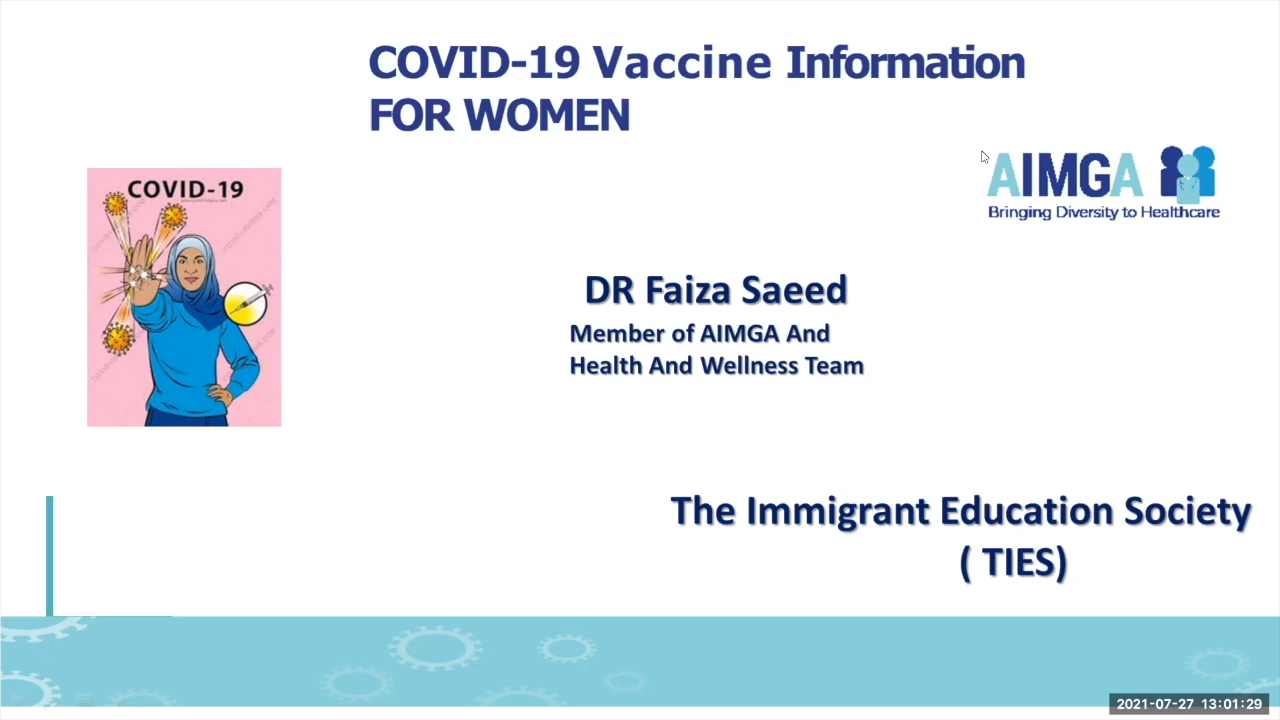 COVID-19 Vaccine Information
FOR WOMEN
COVID-19
AIMGA
Bringing Diversity to Healthcare
DR Faiza Saeed
Member of AIMGA And
Health And Wellness Team
The Immigrant Education Society
( TIES)
2021-07-27 13:01:29